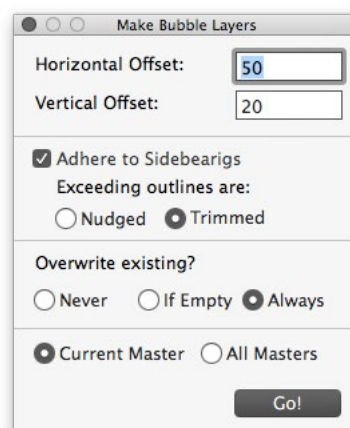 Make Bubble Layers
Horizontal Offset: 50
Vertical Offset: 20
Adhere to Sidebearigs
Exceeding outlines are:
Nudged Trimmed
Overwrite existing?
Never If Empty Always
Current Master All Masters
Go!